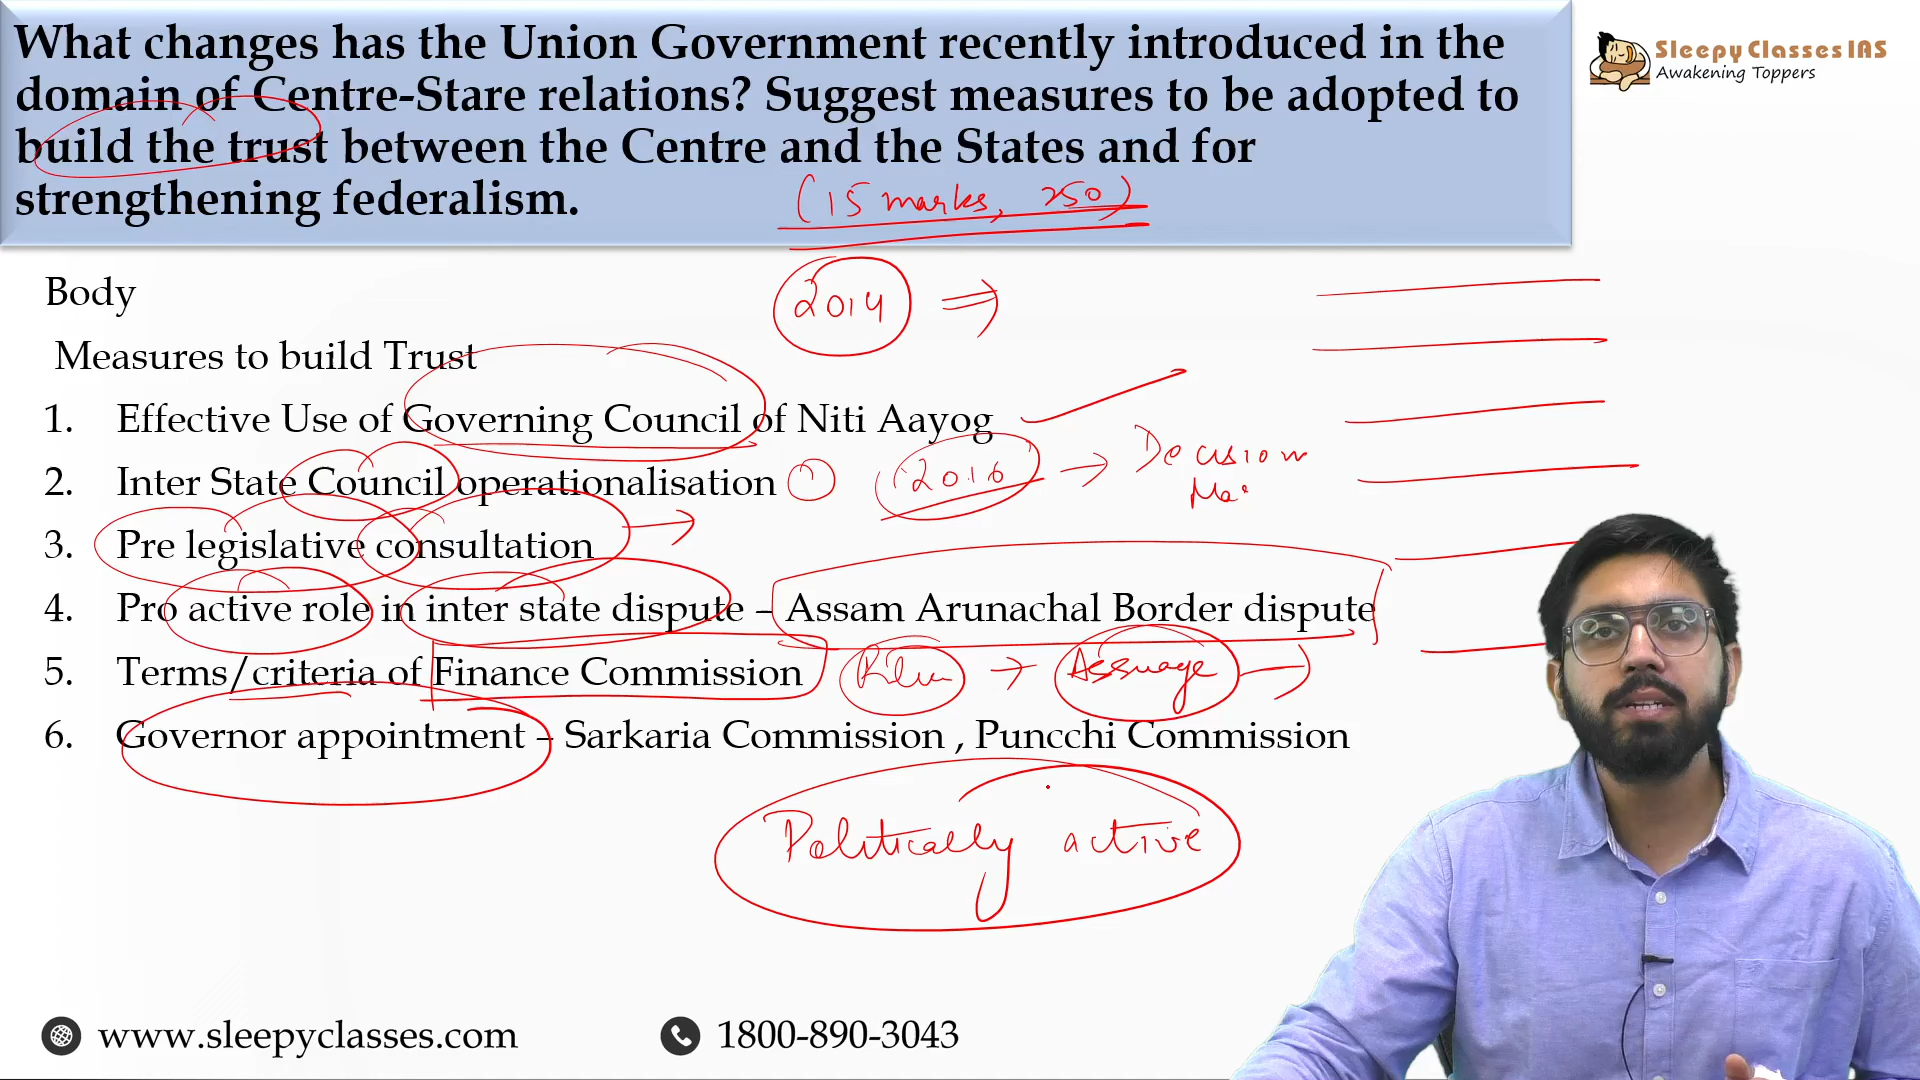 What changes has the Union Government recently introduced in the
domain of Centre-Stare relations? Suggest measures to be adopted to
build the trust between the Centre and the States and for
strengthening federalism.
(15 marks, 250)
Sleepy Classes IAS
Awakening Toppers
Body
2014 ⇒
Measures to build Trust
1. Effective Use of Governing Council of Niti Aayog
2. Inter State Council operationalisation
2016 → Decision
3. Pre legislative consultation →
4. Pro active role in inter state dispute – Assam Arunachal Border dispute
5. Terms/criteria of Finance Commission
→ Assuage
6. Governor appointment – Sarkaria Commission , Puncchi Commission
Politically active
www.sleepyclasses.com
1800-890-3043